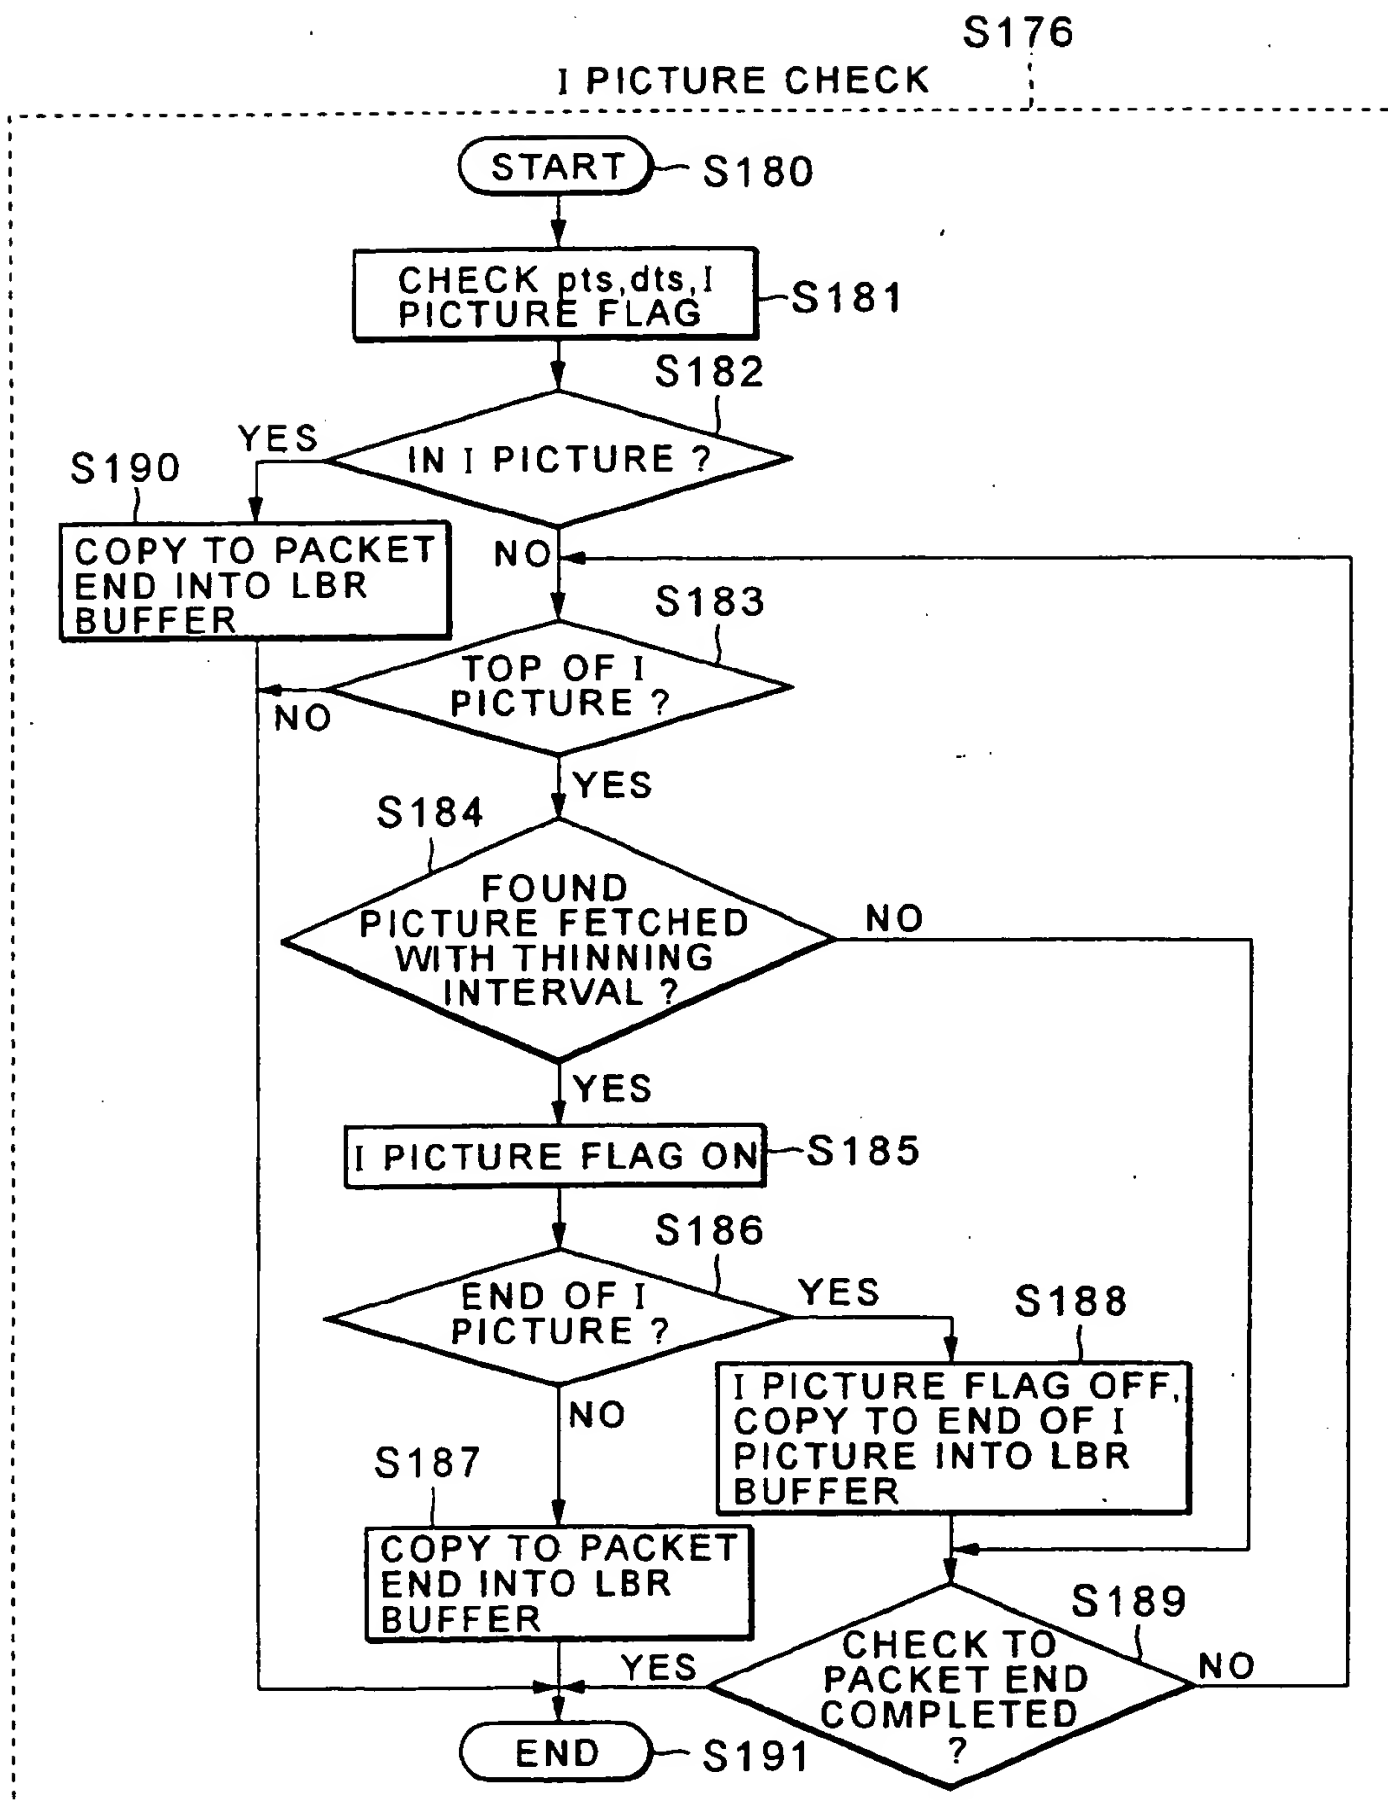 S176
I PICTURE CHECK
START
S180
CHECK pts,dts,I
PICTURE FLAG
S181
S182
IN I PICTURE ?
YES
S190
COPY TO PACKET
END INTO LBR
BUFFER
NO
S183
TOP OF I
PICTURE ?
NO
YES
S184
FOUND
PICTURE FETCHED
WITH THINNING
INTERVAL ?
NO
YES
I PICTURE FLAG ON
S185
S186
END OF I
PICTURE ?
YES
S188
I PICTURE FLAG OFF,
COPY TO END OF I
PICTURE INTO LBR
BUFFER
NO
S187
COPY TO PACKET
END INTO LBR
BUFFER
S189
CHECK TO
PACKET END
COMPLETED
?
YES
NO
END
S191